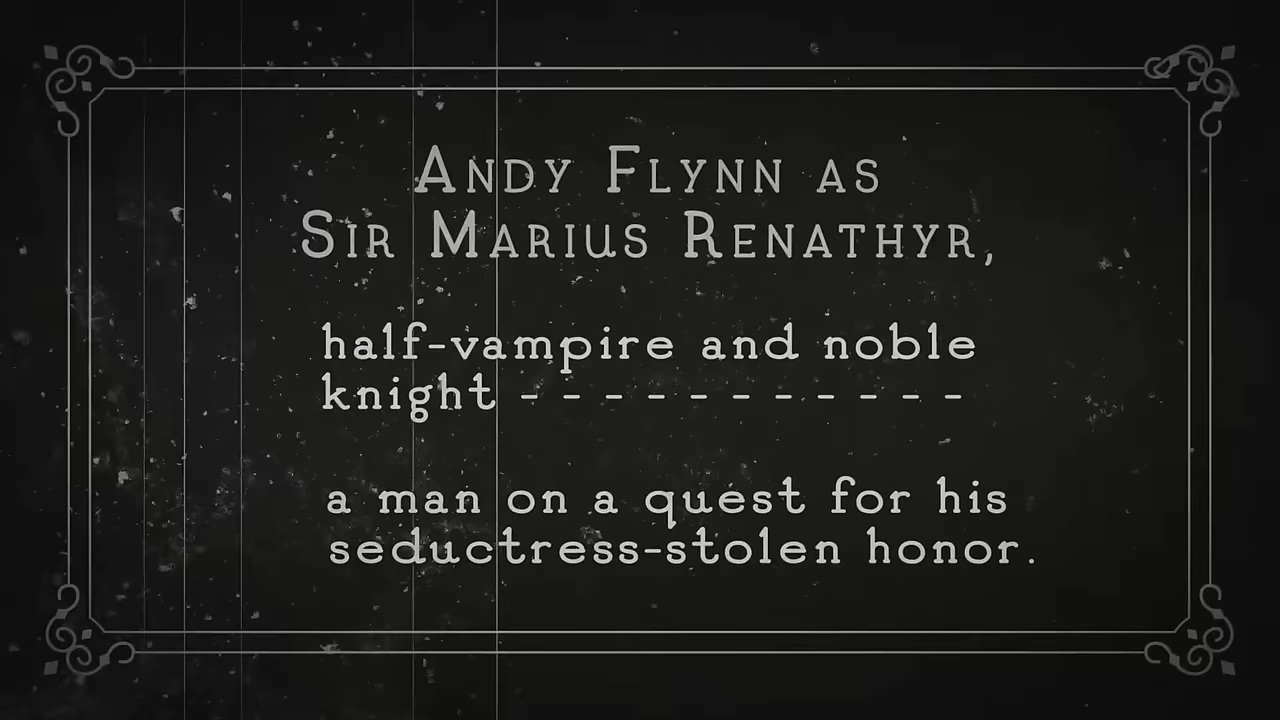 Andy Flynn as
Sir Marius Renathyr,
half-vampire and noble
knight - - - - - - - - - - -
a man on a quest for his
seductress-stolen honor.